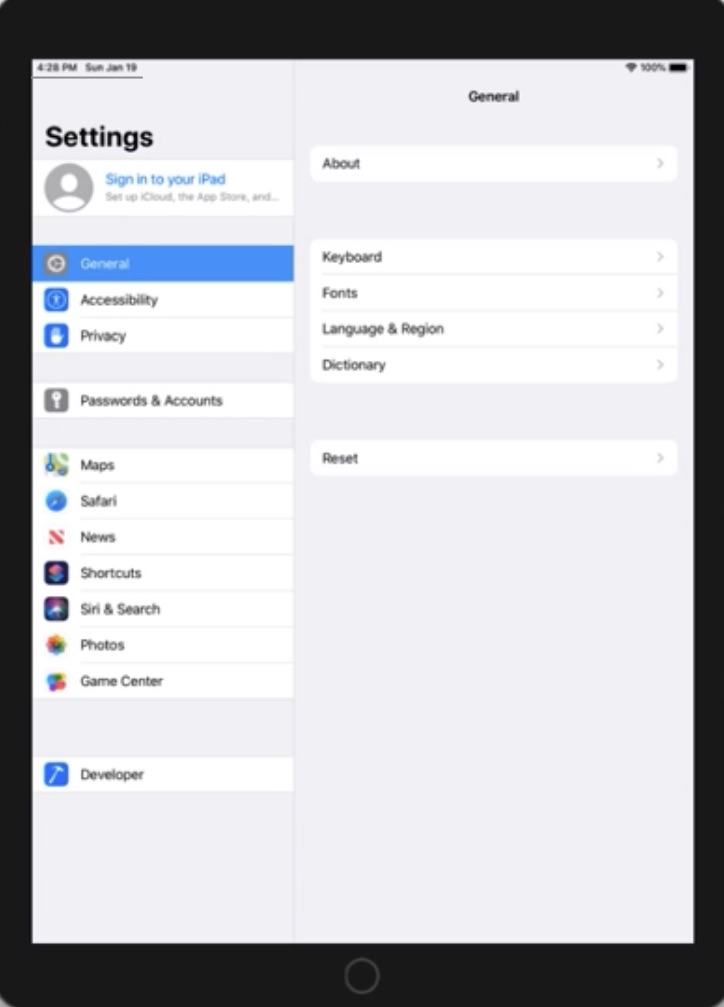 4:28 PM Sun Jan 19
100%
Settings
Sign in to your iPad
Set up iCloud, the App Store, and...
General
Accessibility
Privacy
Passwords & Accounts
Maps
Safari
News
Shortcuts
Siri & Search
Photos
Game Center
Developer
General
About
Keyboard
Fonts
Language & Region
Dictionary
Reset